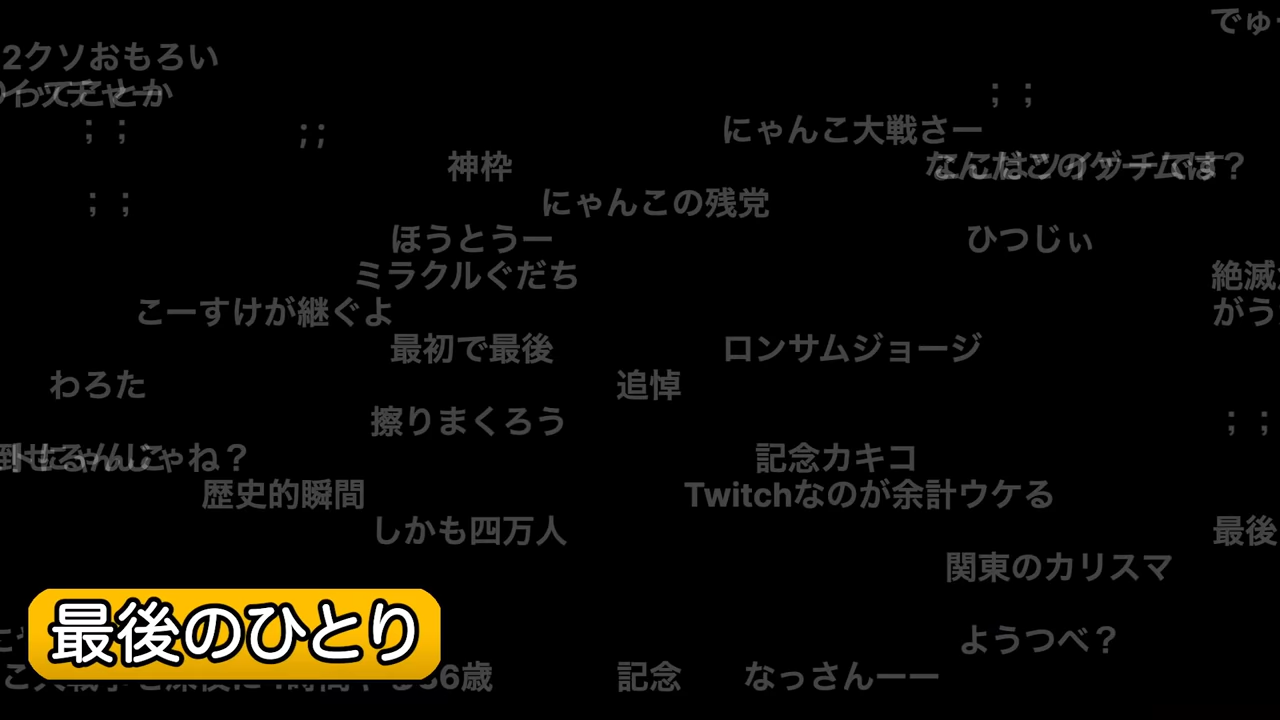 でゅ
2クソおもろい
; ;
; ;
;;
にゃんこ大戦さー
神枠
; ;
にゃんこの残党
ほうとうー
ひつじぃ
ミラクルぐだち
絶滅
こーすけが継ぐよ
がう
最初で最後
ロンサムジョージ
わろた
追悼
擦りまくろう
; ;
記念カキコ
歴史的瞬間
Twitchなのが余計ウケる
しかも四万人
最後
関東のカリスマ
最後のひとり
ようつべ？
記念
なっさんーー